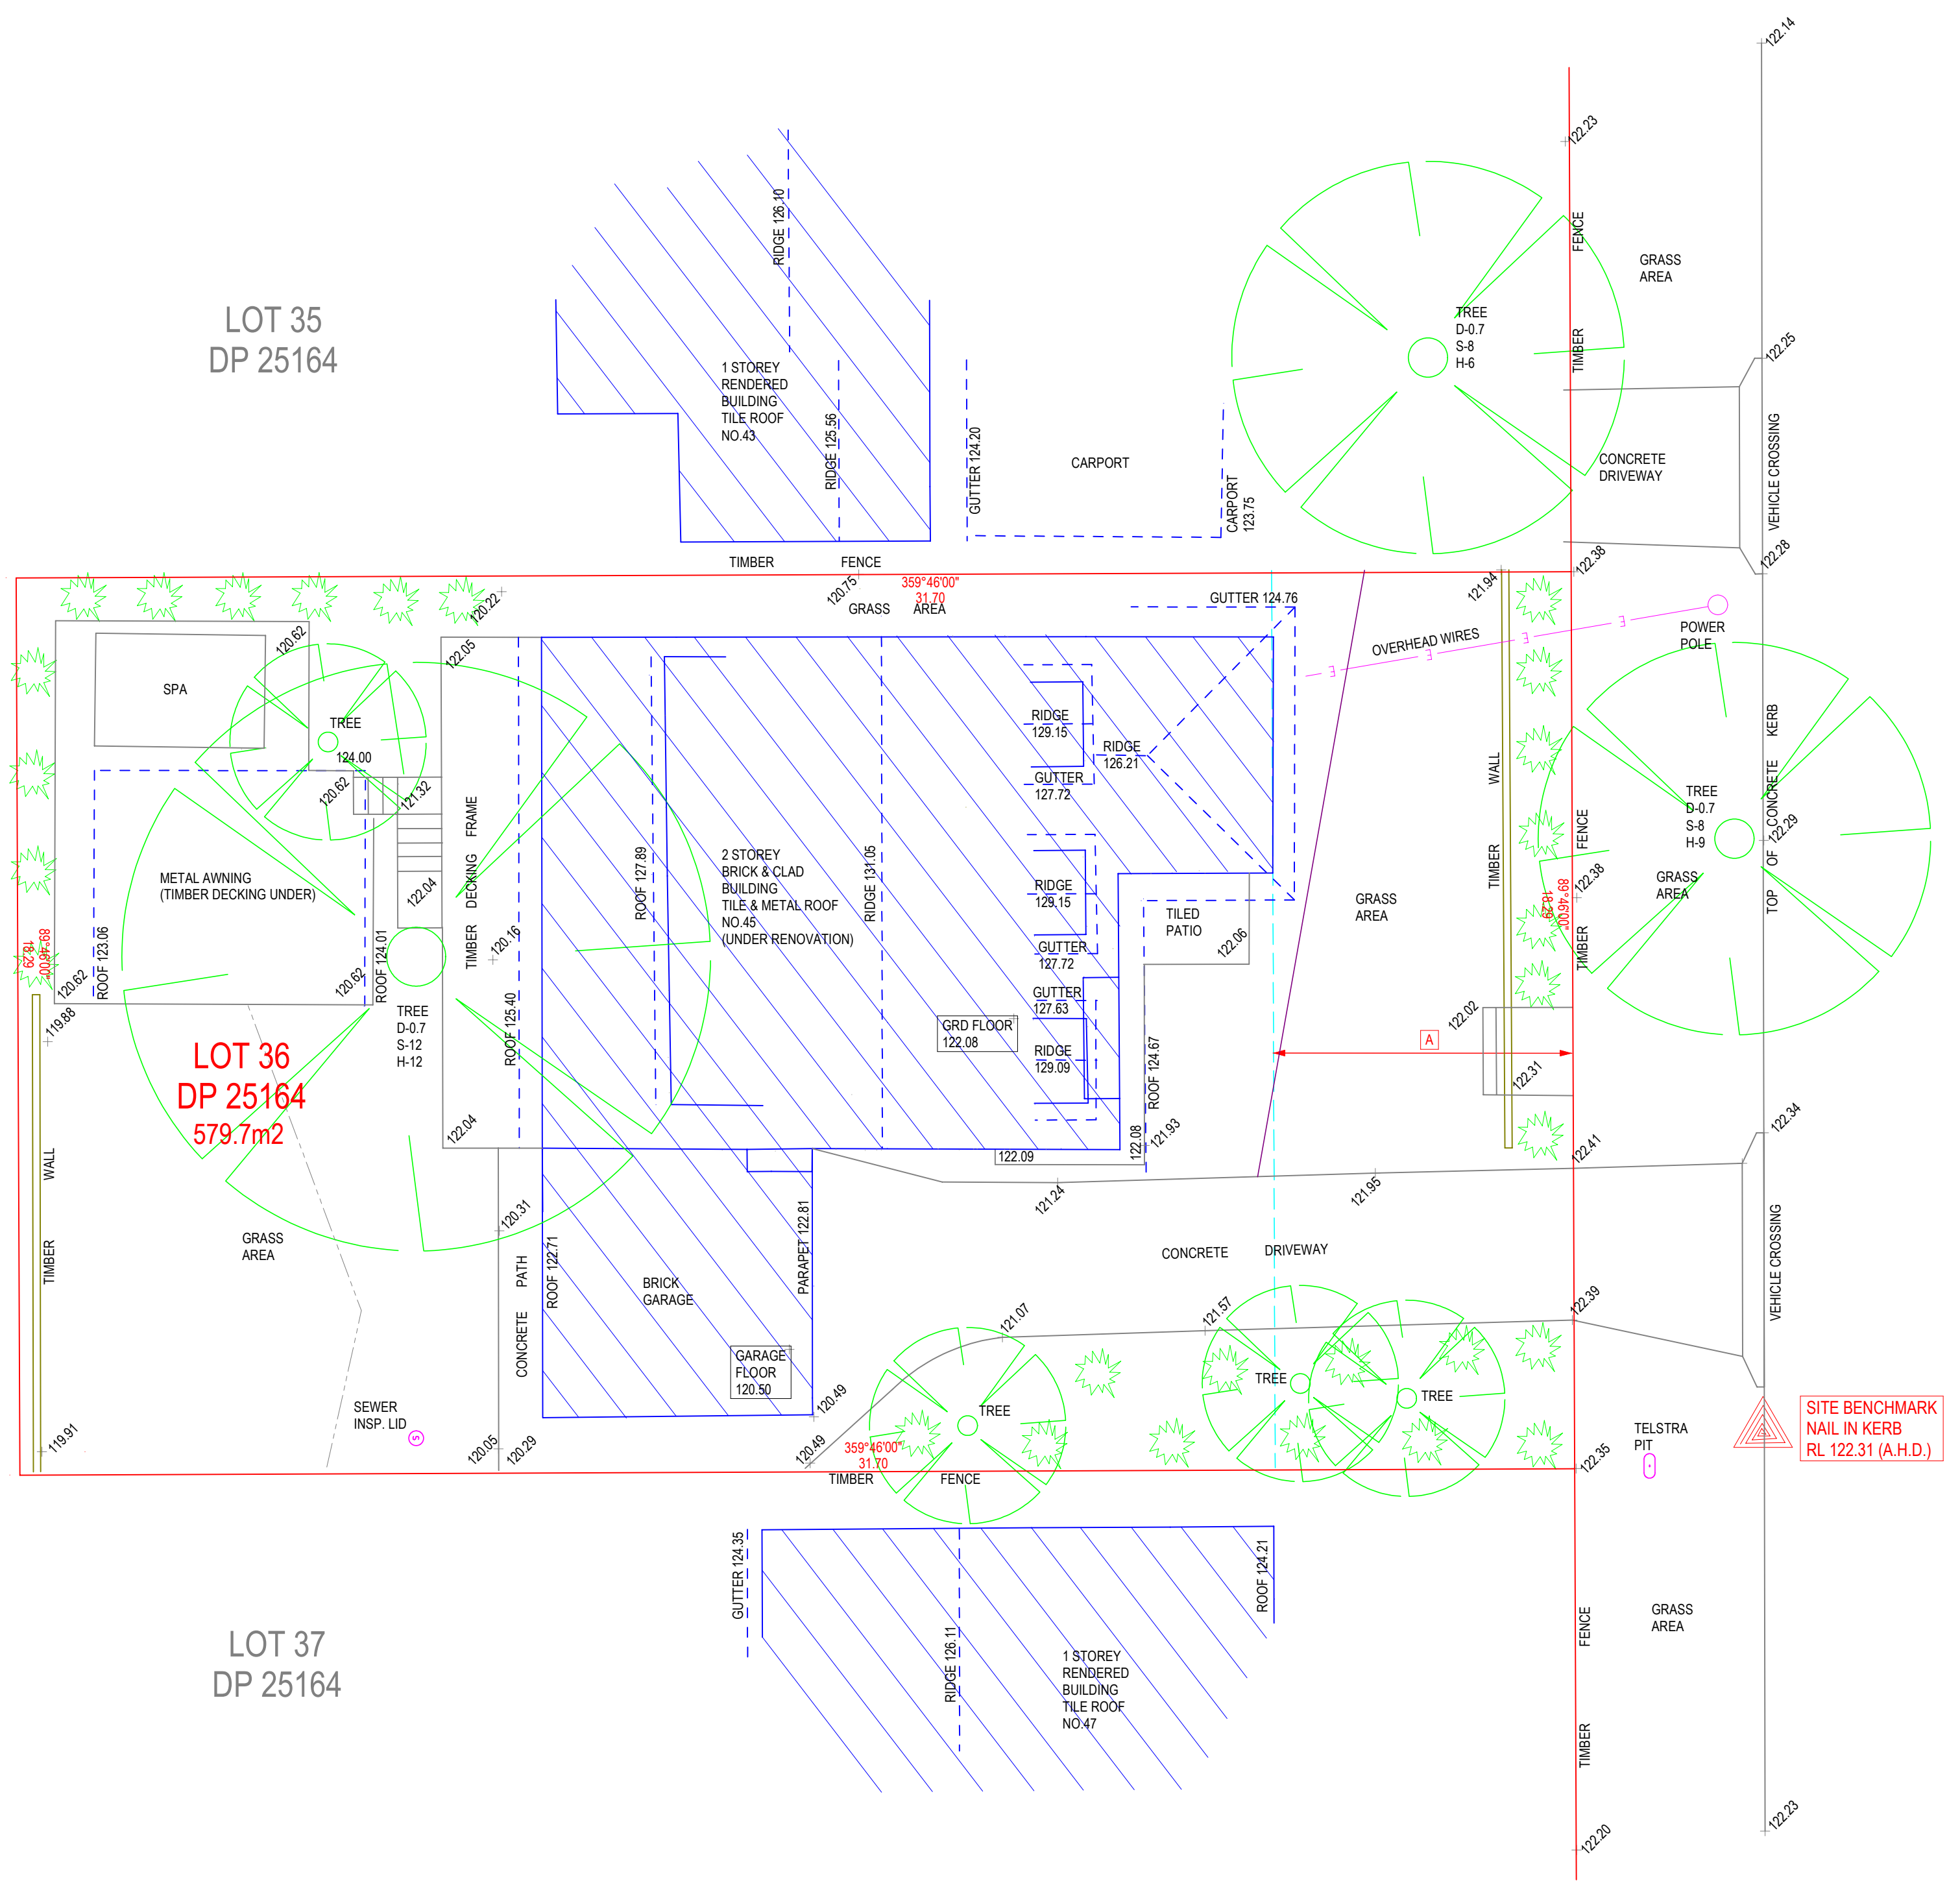 122.14
122.23
FENCE
GRASS
AREA
RIDGE 126.10
LOT 35
DP 25164
TREE
D-0.7
S-8
H-6
TIMBER
122.25
1 STOREY
RENDERED
BUILDING
TILE ROOF
NO.43
RIDGE 125.56
GUTTER 124.20
CARPORT
CARPORT
123.75
CONCRETE
DRIVEWAY
VEHICLE CROSSING
TIMBER
FENCE
122.28
122.38
121.94
120.22
120.75
359°46'00"
31.70
GRASS
AREA
GUTTER 124.76
OVERHEAD WIRES
E
E
E
E
POWER
POLE
120.62
122.05
SPA
TREE
124.00
120.62
121.32
RIDGE
129.15
RIDGE
126.21
GUTTER
127.72
WALL
TIMBER
FENCE
TIMBER
TREE
D-0.7
S-8
H-9
GRASS
AREA
KERB
CONCRETE
OF
TOP
122.29
122.38
89°46'00"
18.29
METAL AWNING
(TIMBER DECKING UNDER)
ROOF 123.06
120.62
120.62
ROOF 124.01
122.04
FRAME
DECKING
TIMBER
120.16
ROOF 125.40
ROOF 127.89
2 STOREY
BRICK & CLAD
BUILDING
TILE & METAL ROOF
NO.45
(UNDER RENOVATION)
RIDGE 131.05
RIDGE
129.15
GUTTER
127.72
GUTTER
127.63
RIDGE
129.09
TILED
PATIO
122.06
GRASS
AREA
89°46'00"
18.29
119.88
TREE
D-0.7
S-12
H-12
GRD FLOOR
122.08
ROOF 124.67
A
122.02
122.31
LOT 36
DP 25164
579.7m2
122.04
122.09
122.08
121.93
122.41
122.34
WALL
TIMBER
GRASS
AREA
120.31
PATH
CONCRETE
ROOF 122.71
BRICK
GARAGE
PARAPET 122.81
121.24
121.95
CONCRETE
DRIVEWAY
VEHICLE CROSSING
GARAGE
FLOOR
120.50
121.07
121.57
122.39
TREE
TREE
TREE
120.49
120.49
SEWER
INSP. LID
S
119.91
120.05
120.29
359°46'00"
31.70
TIMBER
FENCE
122.35
TELSTRA
PIT
SITE BENCHMARK
NAIL IN KERB
RL 122.31 (A.H.D.)
GUTTER 124.35
RIDGE 126.11
ROOF 124.21
LOT 37
DP 25164
1 STOREY
RENDERED
BUILDING
TILE ROOF
NO.47
FENCE
TIMBER
GRASS
AREA
122.23
122.20